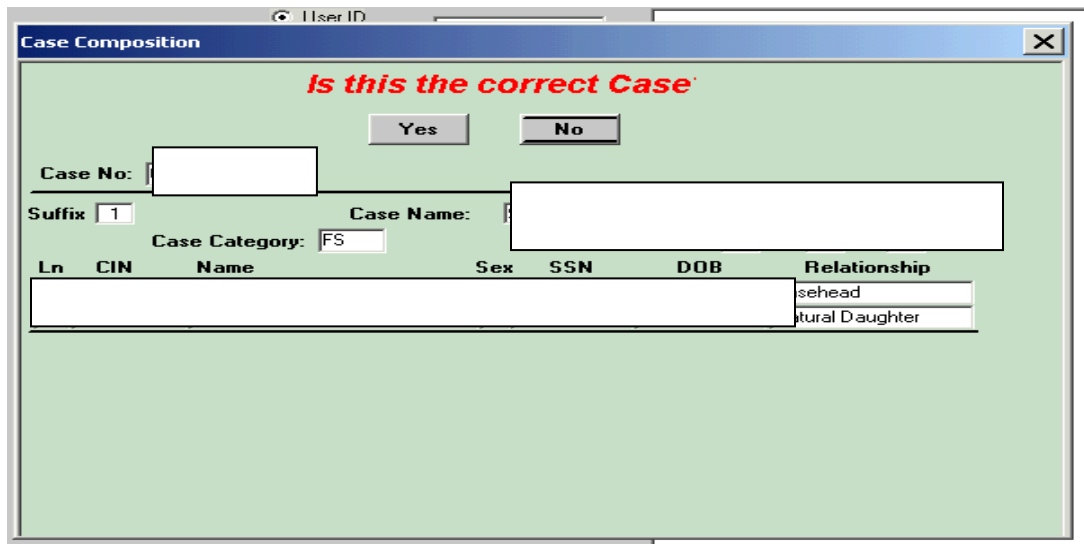 User ID
Case Composition
Is this the correct Case
Yes No
Case No:
Suffix 1 Case Name:
Case Category: FS
Ln CIN Name Sex SSN DOB Relationship
sehead
tural Daughter